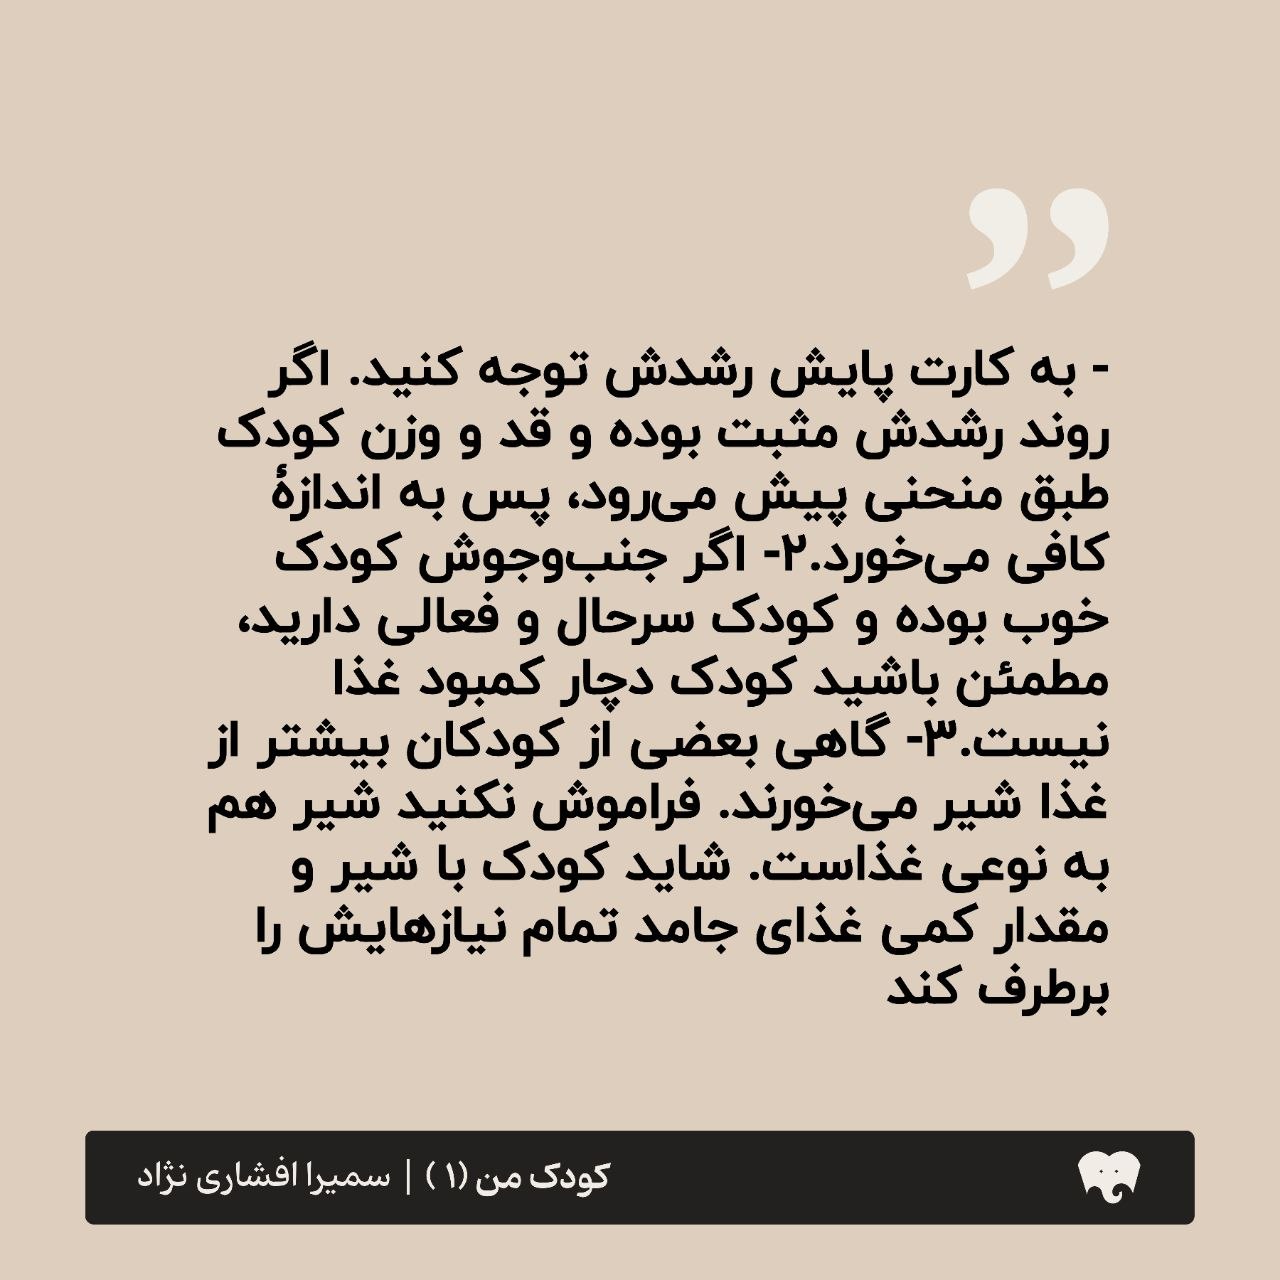 - به کارت پایش رشدش توجه کنید. اگر
روند رشدش مثبت بوده و قد و وزن کودک
طبق منحنی پیش می‌رود، پس به اندازهٔ
کافی می‌خورد.۲- اگر جنب‌وجوش کودک
خوب بوده و کودک سرحال و فعالی دارید،
مطمئن باشید کودک دچار کمبود غذا
نیست.۳- گاهی بعضی از کودکان بیشتر از
غذا شیر می‌خورند. فراموش نکنید شیر هم
به نوعی غذاست. شاید کودک با شیر و
مقدار کمی غذای جامد تمام نیازهایش را
برطرف کند
کودک من (۱) | سمیرا افشاری نژاد